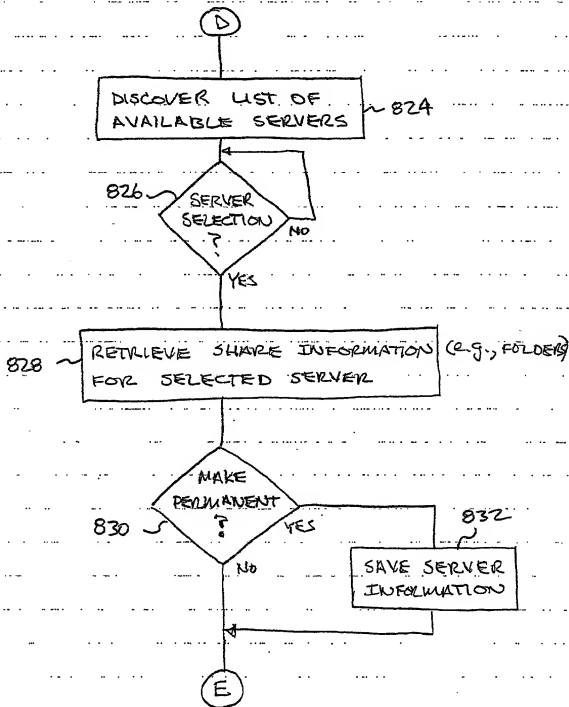 D
DISCOVER LIST OF
AVAILABLE SERVERS
824
826
SERVER
SELECTION
?
NO
YES
828
RETRIEVE SHARE INFORMATION (e.g., FOLDERS)
FOR SELECTED SERVER
MAKE
PERMANENT
?
830
YES
NO
832
SAVE SERVER
INFORMATION
E